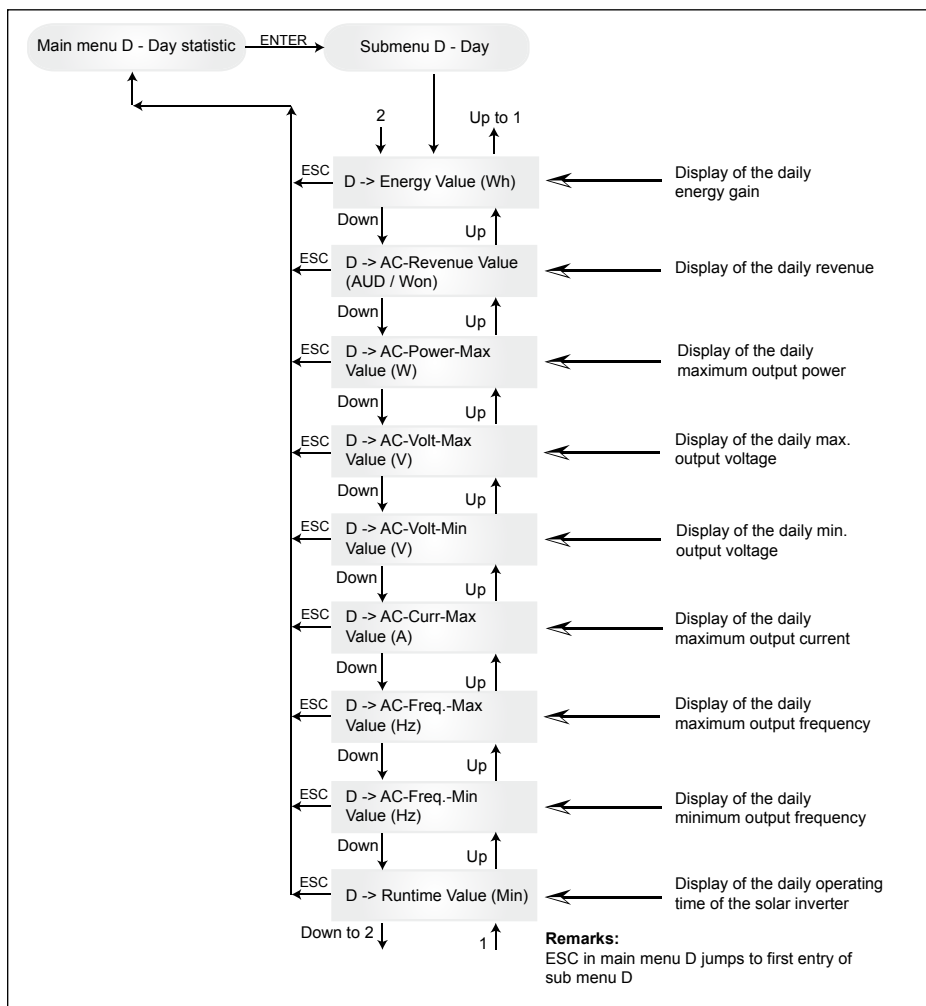 Main menu D - Day statistic
ENTER
Submenu D - Day
2
Up to 1
ESC
D -> Energy Value (Wh)
Display of the daily
energy gain
Down
Up
ESC
D -> AC-Revenue Value
(AUD / Won)
Display of the daily revenue
Down
Up
ESC
D -> AC-Power-Max
Value (W)
Display of the daily
maximum output power
Down
Up
ESC
D -> AC-Volt-Max
Value (V)
Display of the daily max.
output voltage
Down
Up
ESC
D -> AC-Volt-Min
Value (V)
Display of the daily min.
output voltage
Down
Up
ESC
D -> AC-Curr-Max
Value (A)
Display of the daily
maximum output current
Down
Up
ESC
D -> AC-Freq.-Max
Value (Hz)
Display of the daily
maximum output frequency
Down
Up
ESC
D -> AC-Freq.-Min
Value (Hz)
Display of the daily
minimum output frequency
Down
Up
ESC
D -> Runtime Value (Min)
Display of the daily operating
time of the solar inverter
Down to 2
1
Remarks:
ESC in main menu D jumps to first entry of
sub menu D